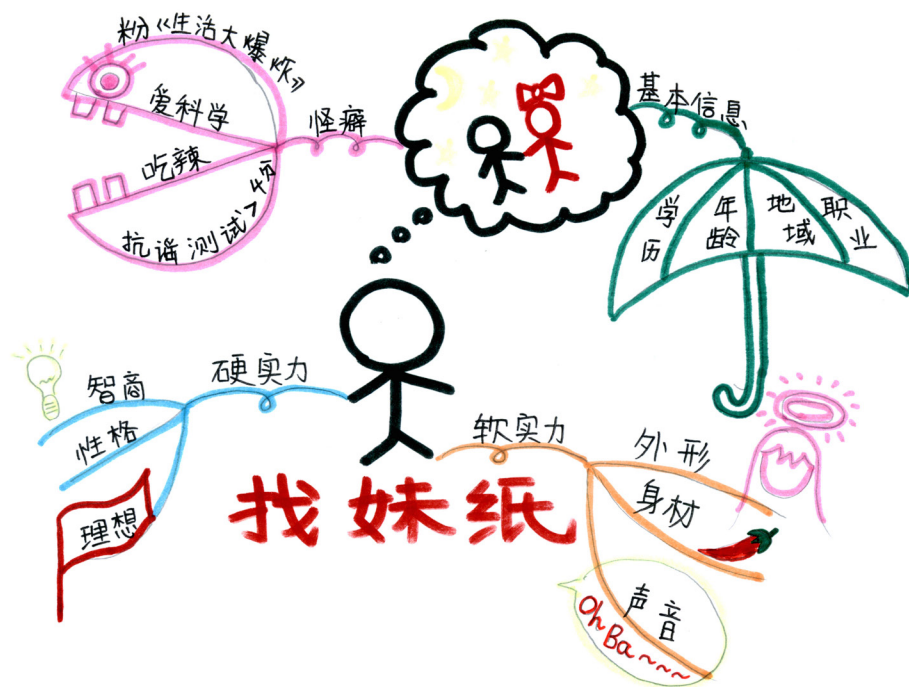 粉《生活大爆炸》
爱科学
吃辣
抗谣测试>4页
怪癖
基本信息
学历
年龄
地域
职业
硬实力
智商
性格
理想
软实力
外形
身材
声音
Oh Ba~~~~
找妹纸